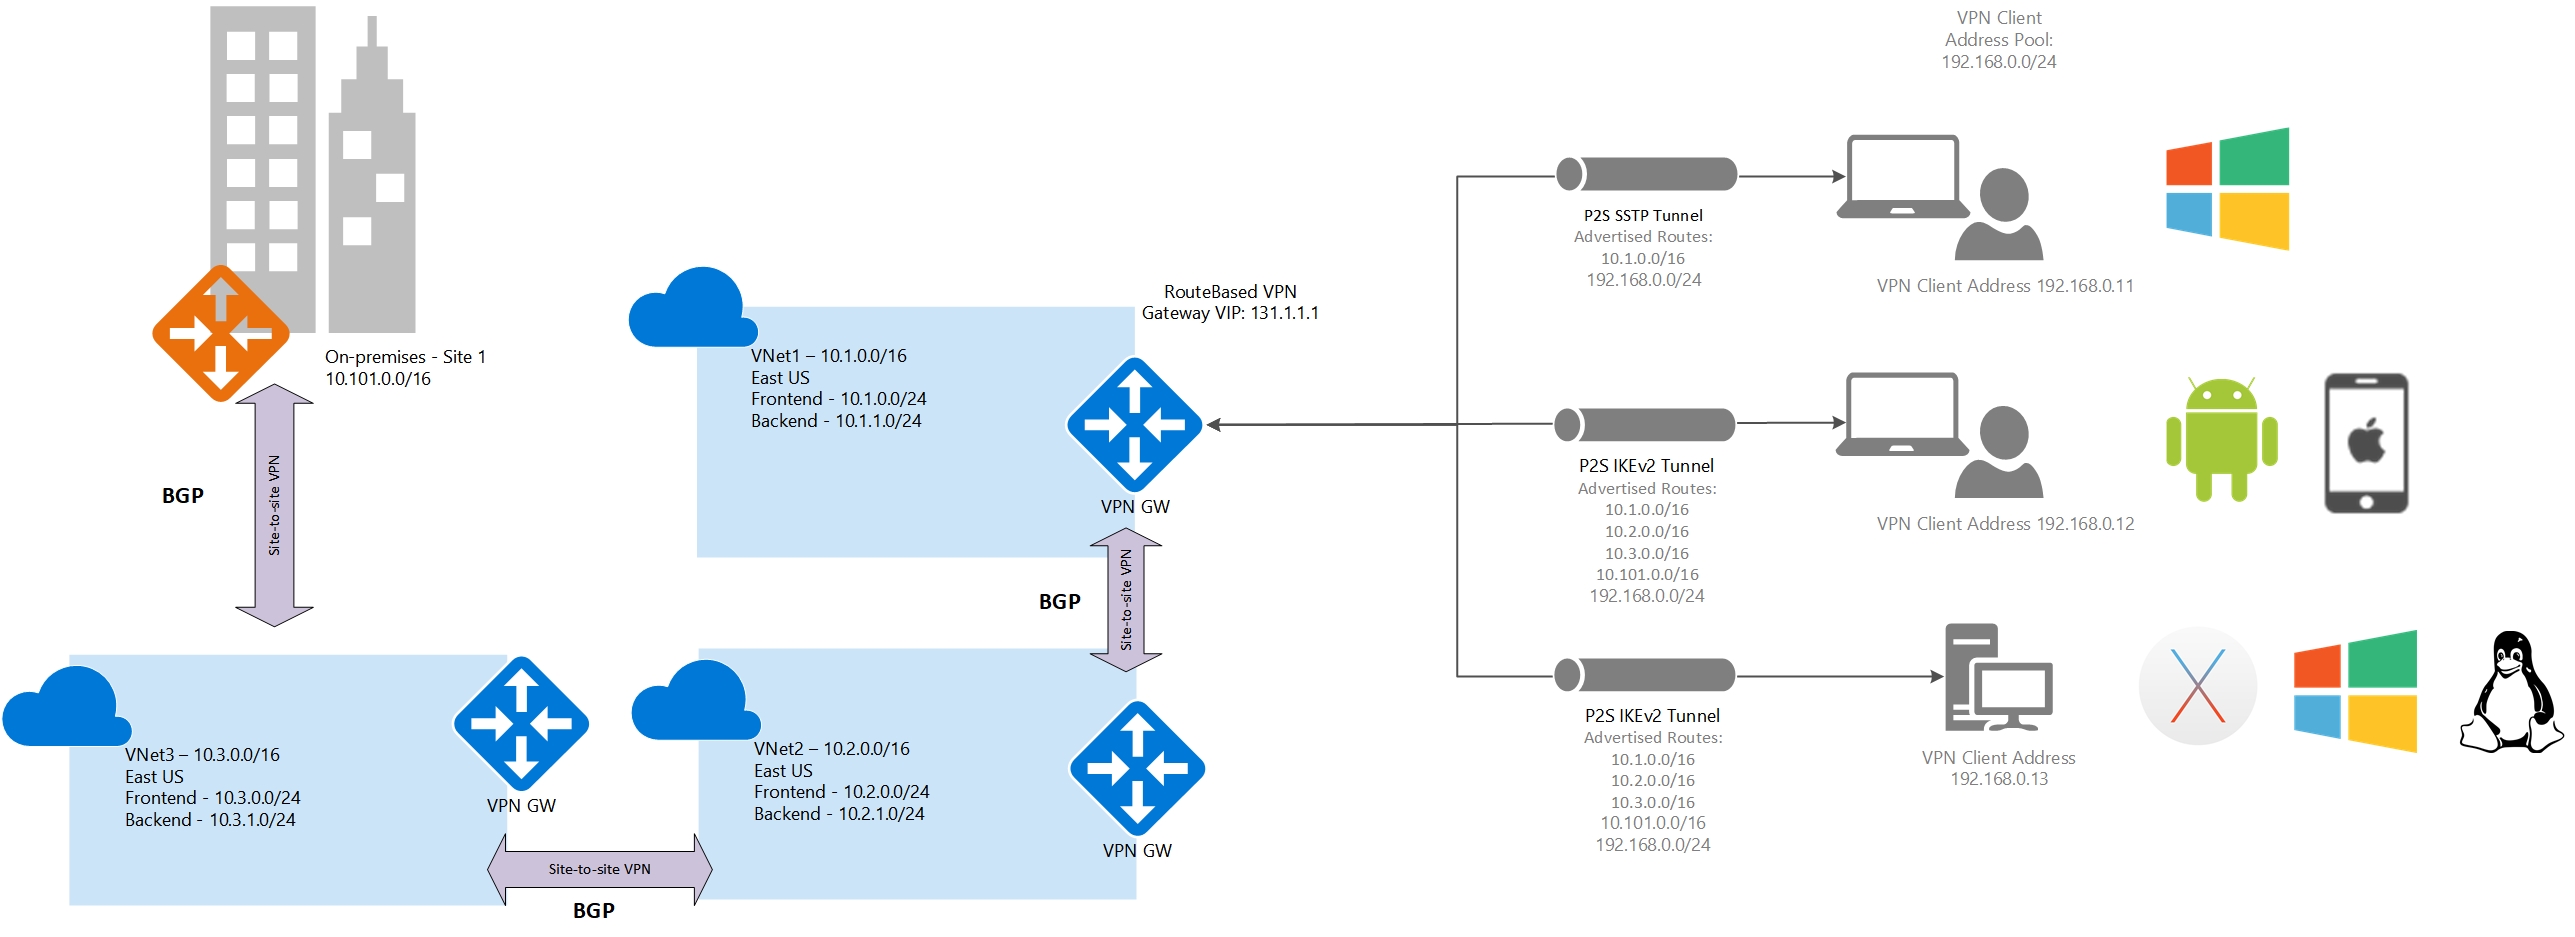 On-premises - Site 1
10.101.0.0/16
BGP
Site-to-site VPN
VNet3 – 10.3.0.0/16
East US
Frontend - 10.3.0.0/24
Backend - 10.3.1.0/24
VPN GW
Site-to-site VPN
BGP
VNet1 – 10.1.0.0/16
East US
Frontend - 10.1.0.0/24
Backend - 10.1.1.0/24
RouteBased VPN
Gateway VIP: 131.1.1.1
VPN GW
BGP
Site-to-site VPN
VNet2 – 10.2.0.0/16
East US
Frontend - 10.2.0.0/24
Backend - 10.2.1.0/24
VPN GW
P2S SSTP Tunnel
Advertised Routes:
10.1.0.0/16
192.168.0.0/24
P2S IKEv2 Tunnel
Advertised Routes:
10.1.0.0/16
10.2.0.0/16
10.3.0.0/16
10.101.0.0/16
192.168.0.0/24
P2S IKEv2 Tunnel
Advertised Routes:
10.1.0.0/16
10.2.0.0/16
10.3.0.0/16
10.101.0.0/16
192.168.0.0/24
VPN Client
Address Pool:
192.168.0.0/24
VPN Client Address 192.168.0.11
VPN Client Address 192.168.0.12
VPN Client Address
192.168.0.13